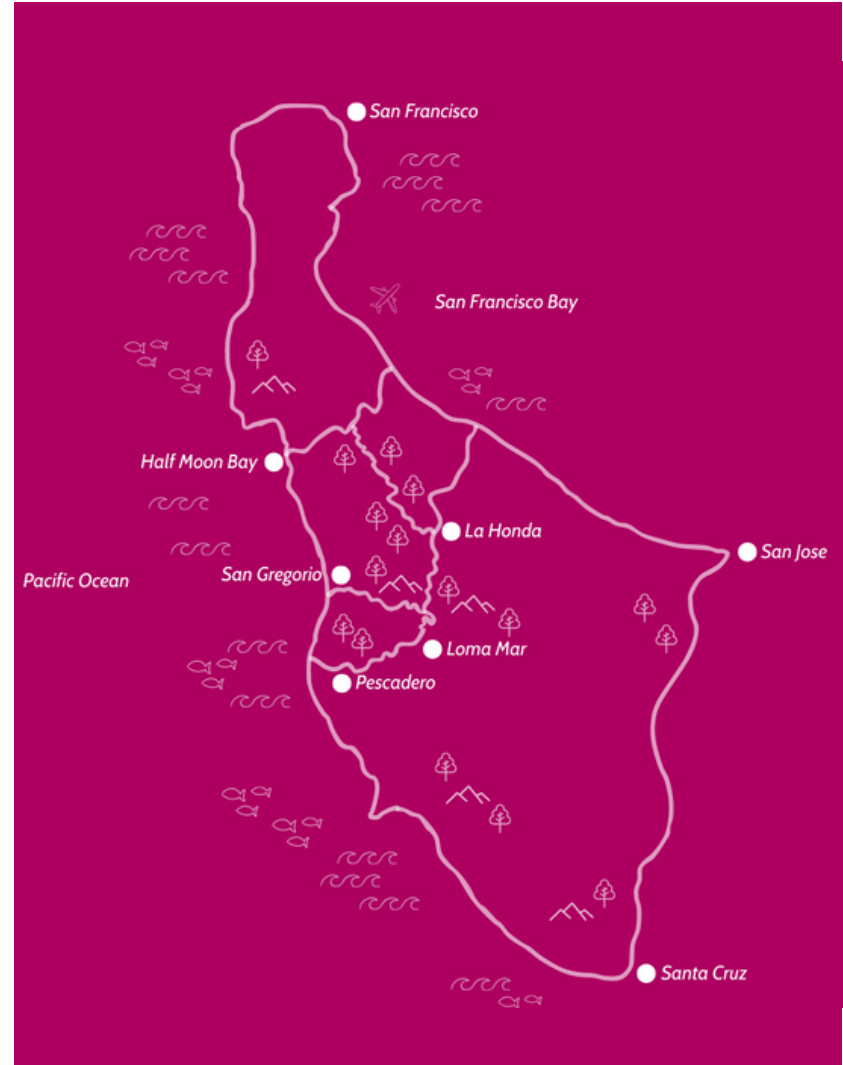 San Francisco
San Francisco Bay
Half Moon Bay
La Honda
San Jose
San Gregorio
Pacific Ocean
Loma Mar
Pescadero
Santa Cruz